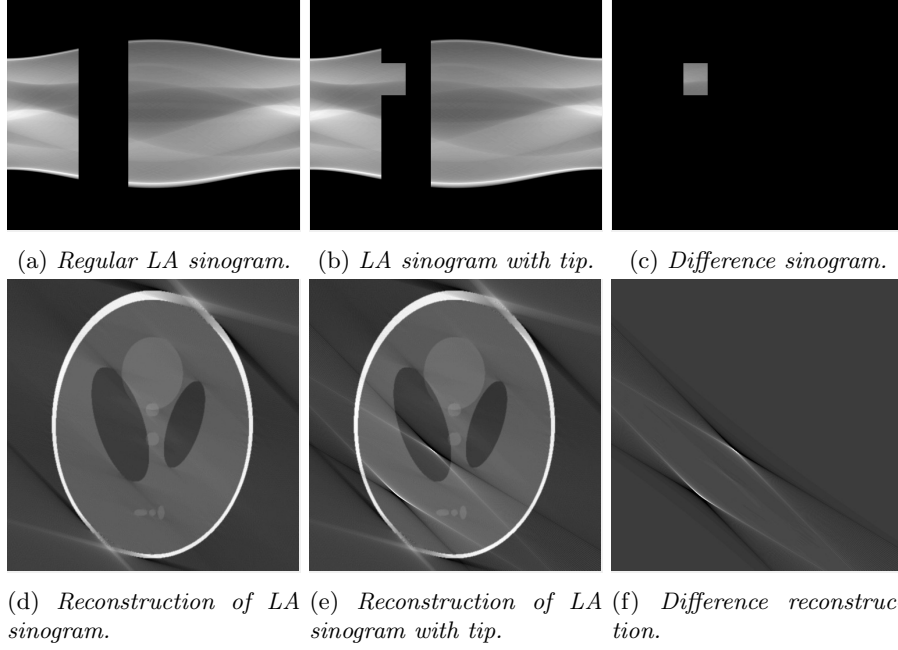 (a) Regular LA sinogram.
(b) LA sinogram with tip.
(c) Difference sinogram.
(d) Reconstruction of LA
sinogram.
(e) Reconstruction of LA
sinogram with tip.
(f) Difference reconstruc
tion.